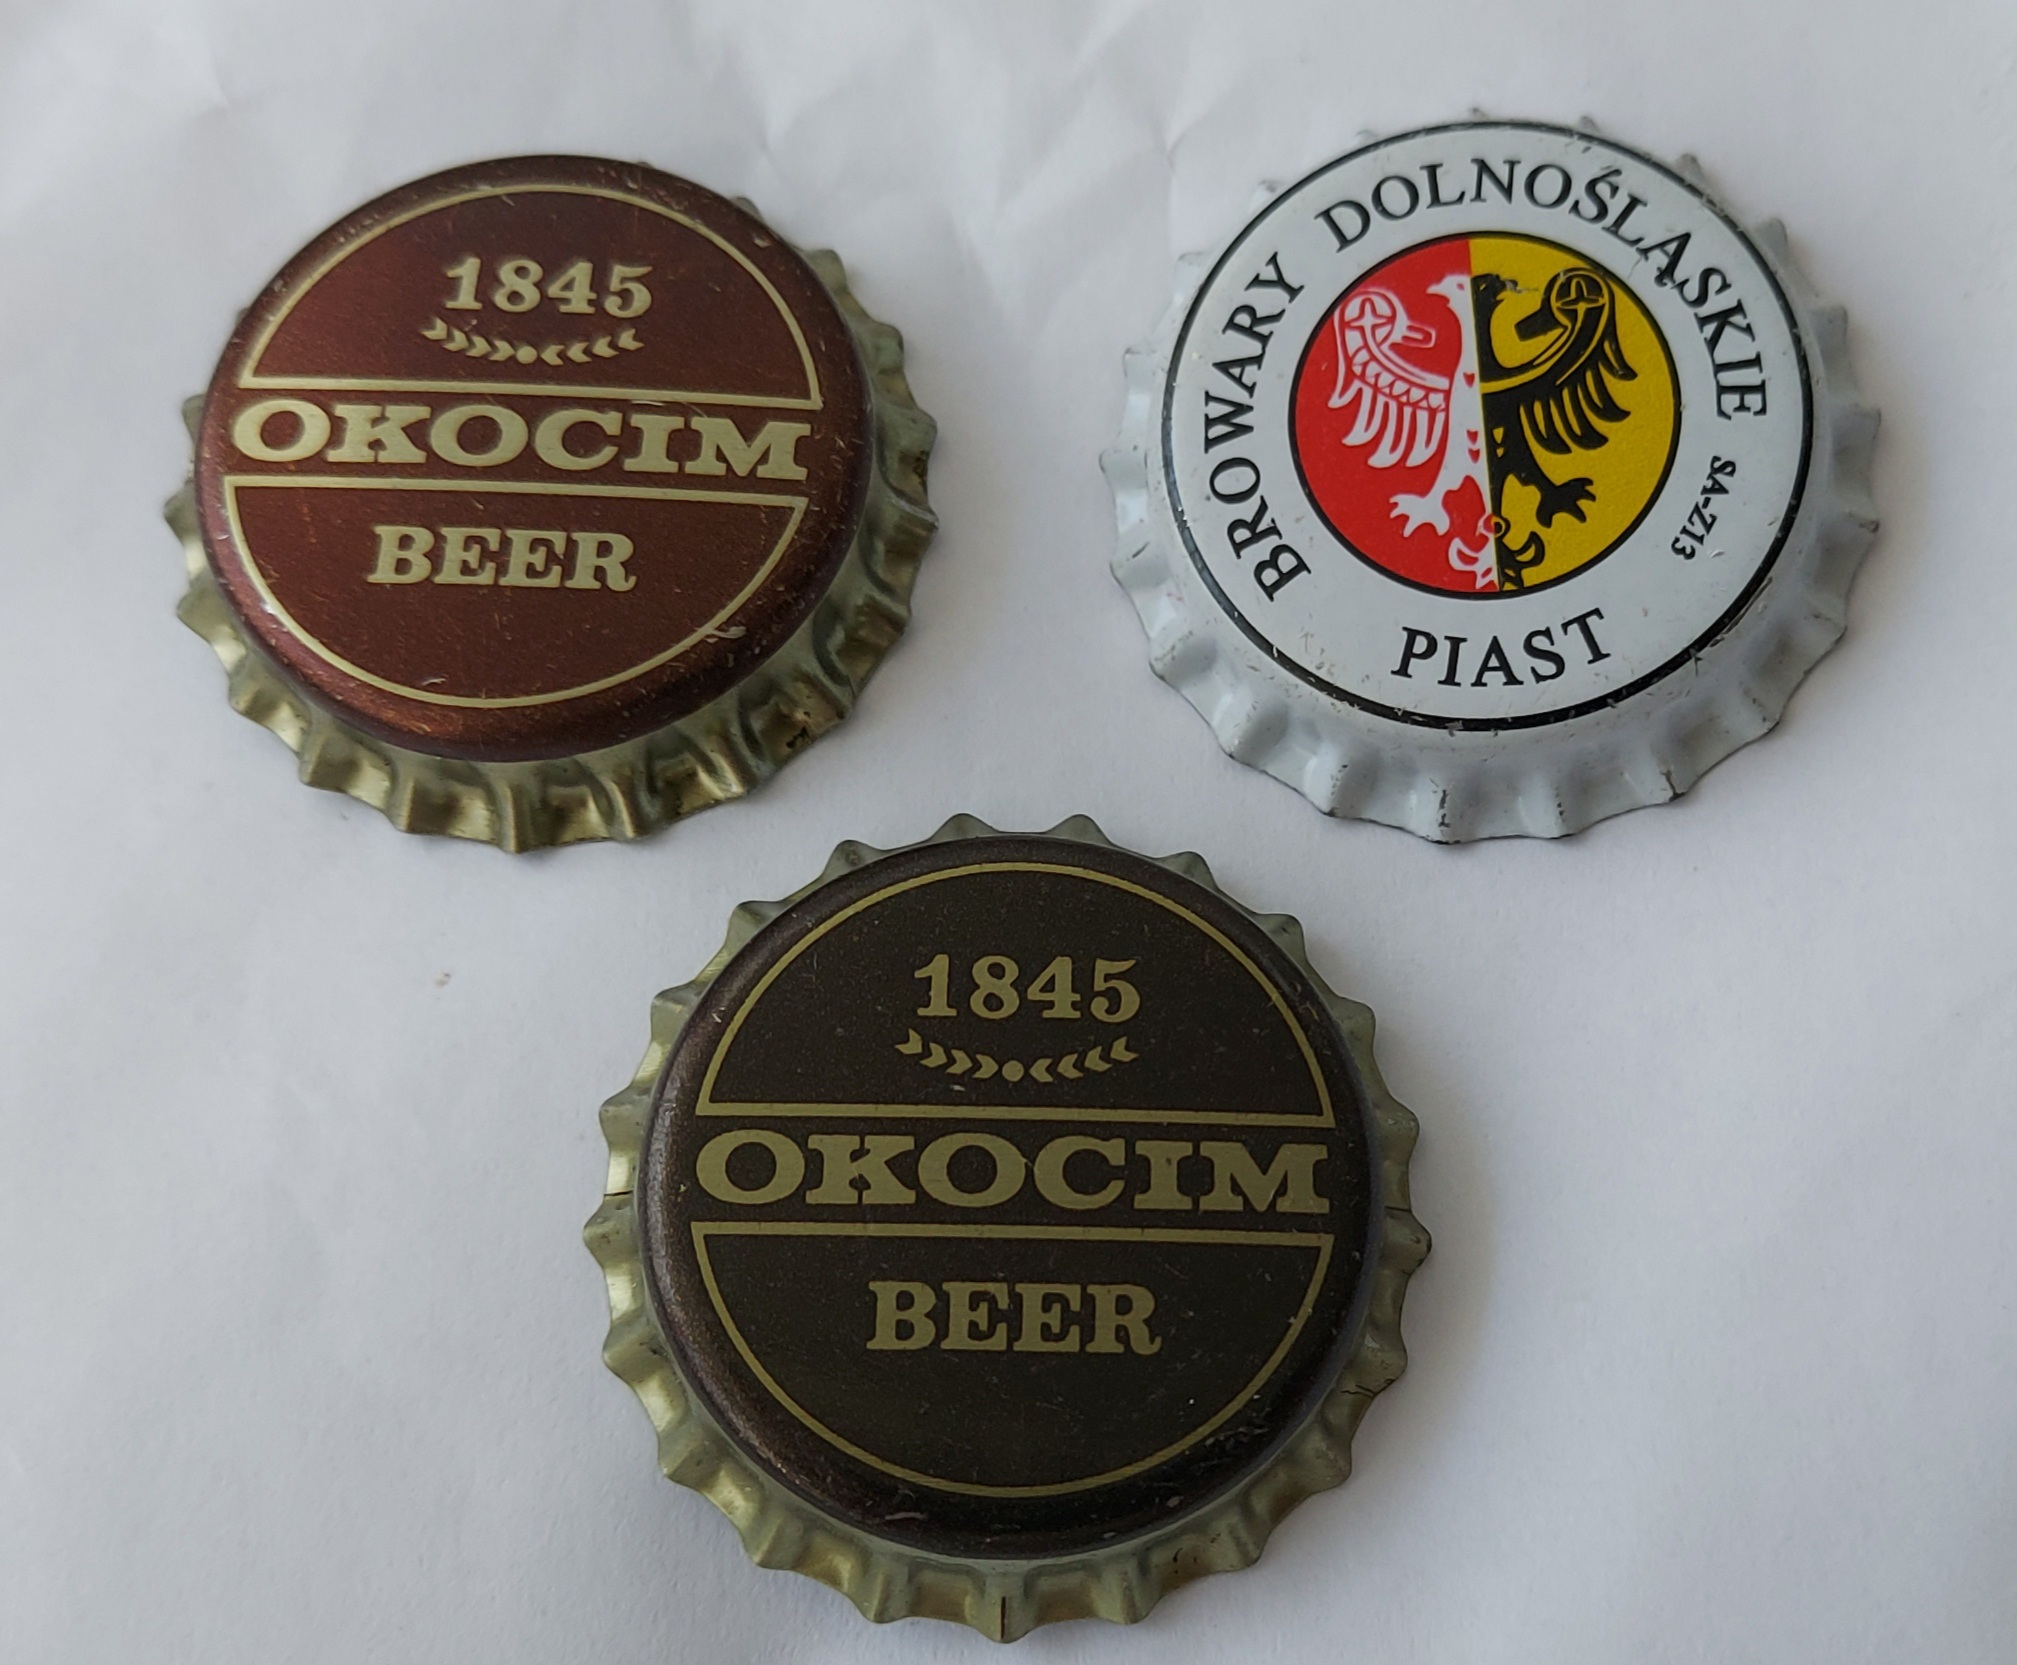 1845
OKOCIM
BEER
BROWARY DOLNOŚLĄSKIE SA-Z13
PIAST
1845
OKOCIM
BEER